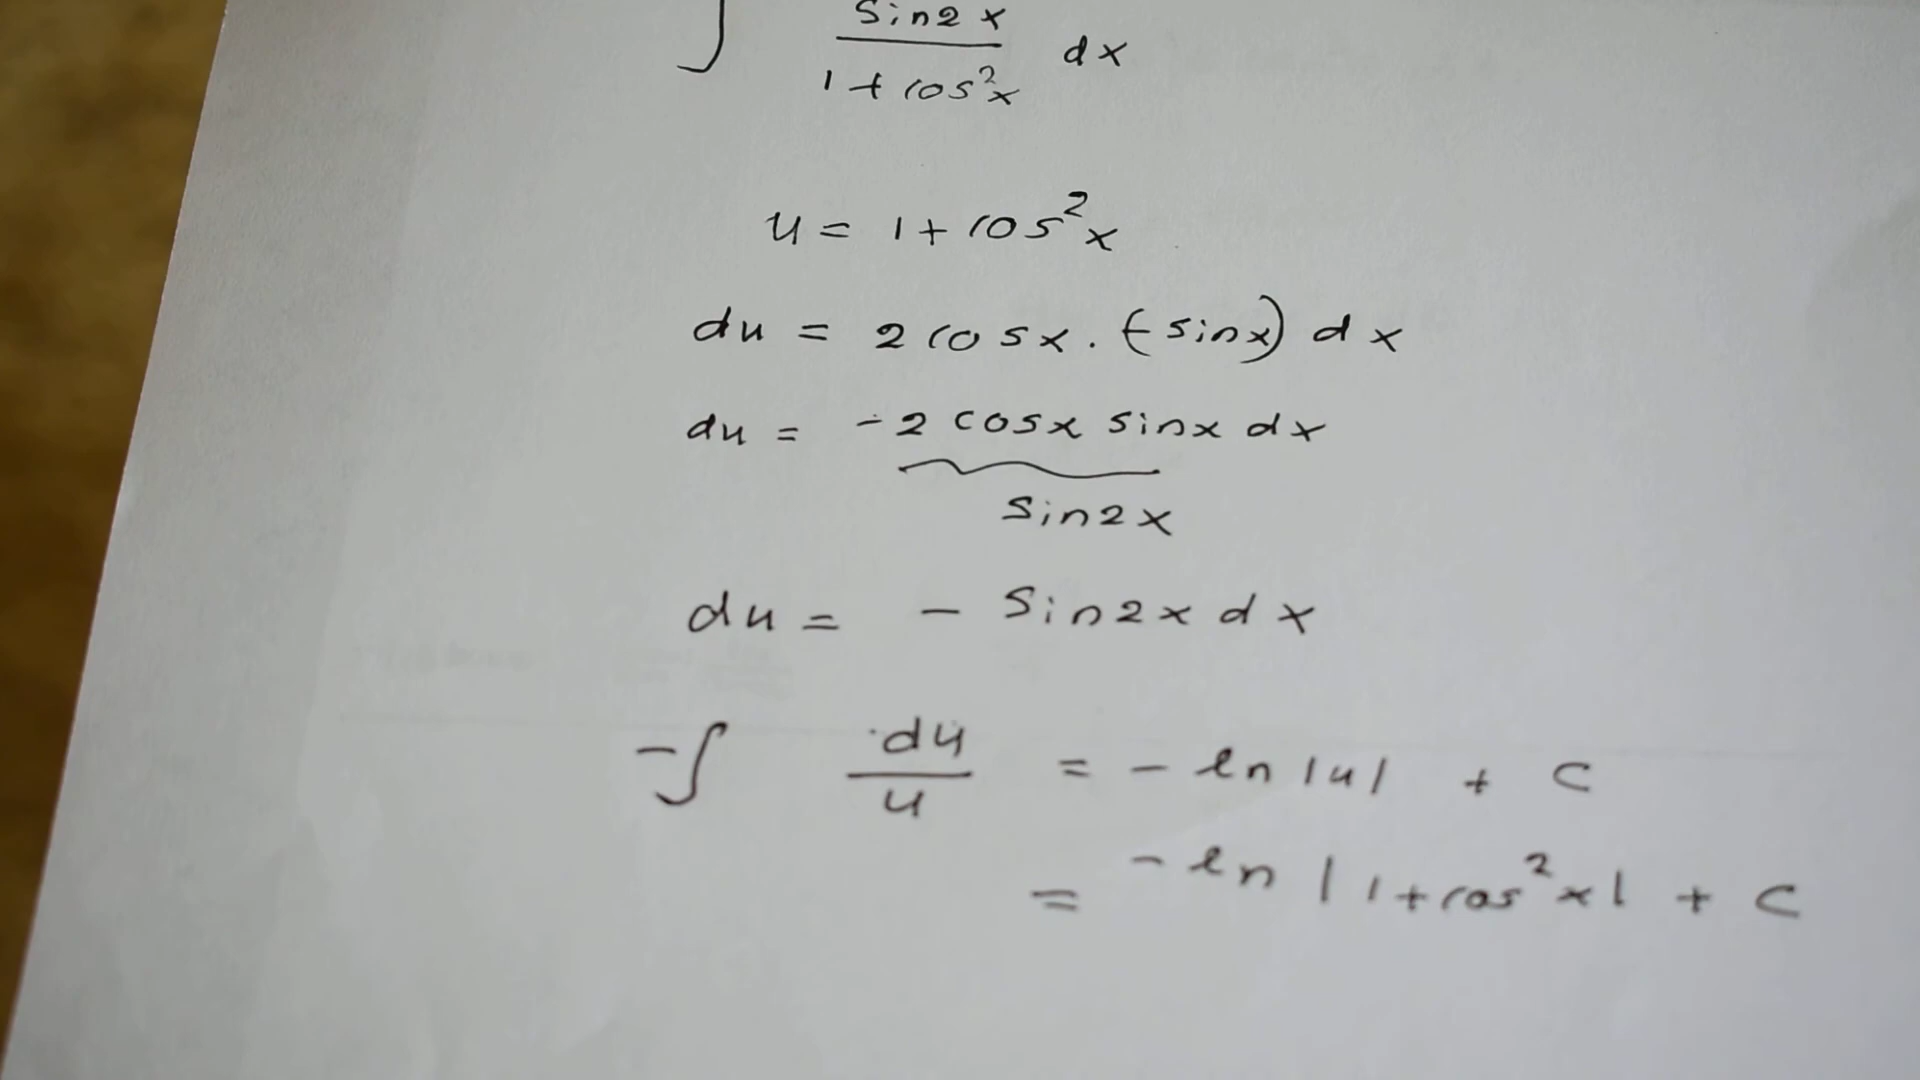 ∫ sin2x / 1+cos²x dx
u = 1+cos²x
du = 2cosx.(-sinx) dx
du = -2 cosx sinx dx
sin2x
du = - sin2x dx
-∫ du / u = - ln|u| + c
= -ln|1+cos²x| + c